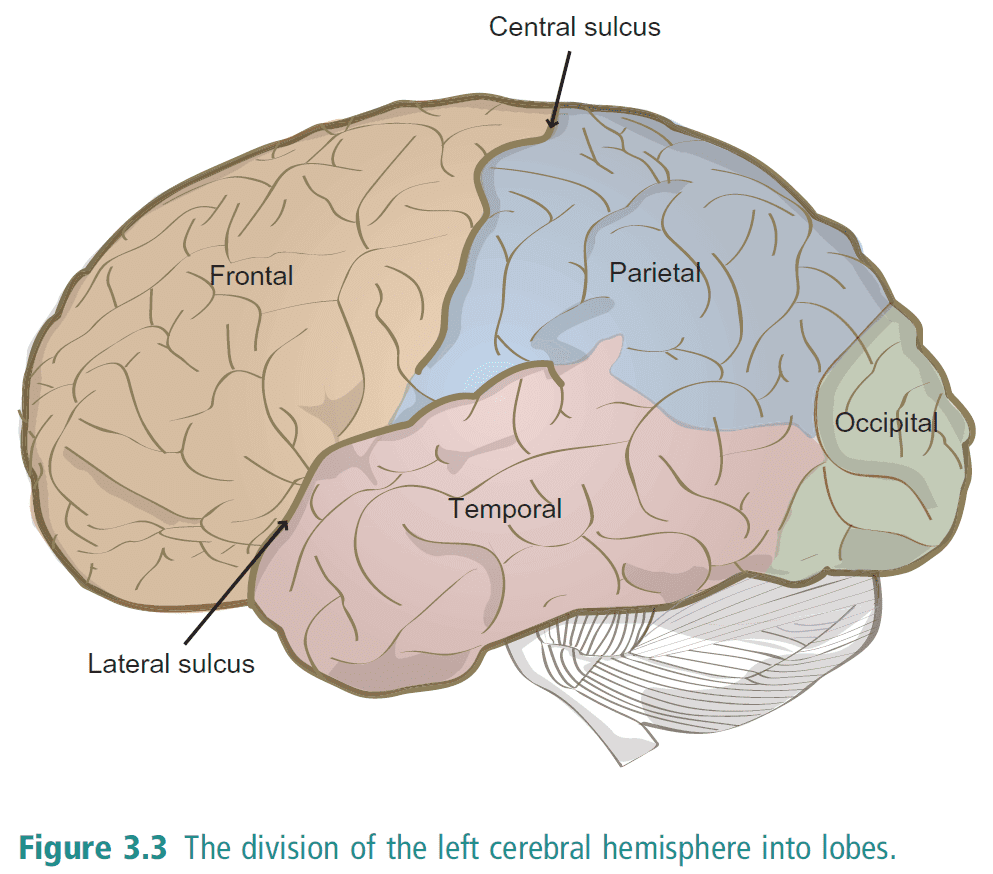 Central sulcus
Frontal
Parietal
Occipital
Temporal
Lateral sulcus
Figure 3.3 The division of the left cerebral hemisphere into lobes.